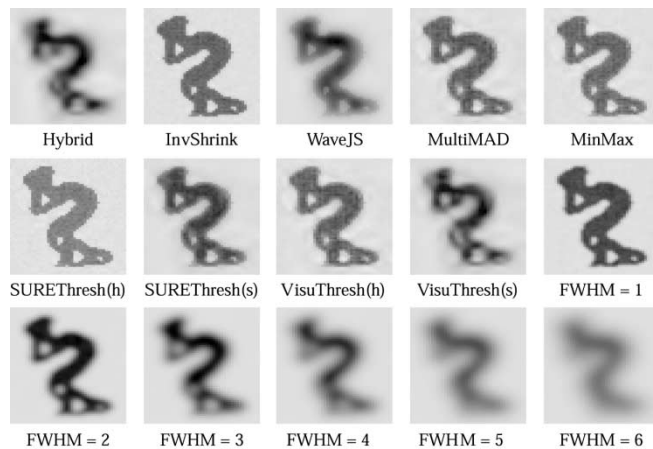 Hybrid InvShrink WaveJS MultiMAD MinMax
SUREThresh(h) SUREThresh(s) VisuThresh(h) VisuThresh(s) FWHM = 1
FWHM = 2 FWHM = 3 FWHM = 4 FWHM = 5 FWHM = 6